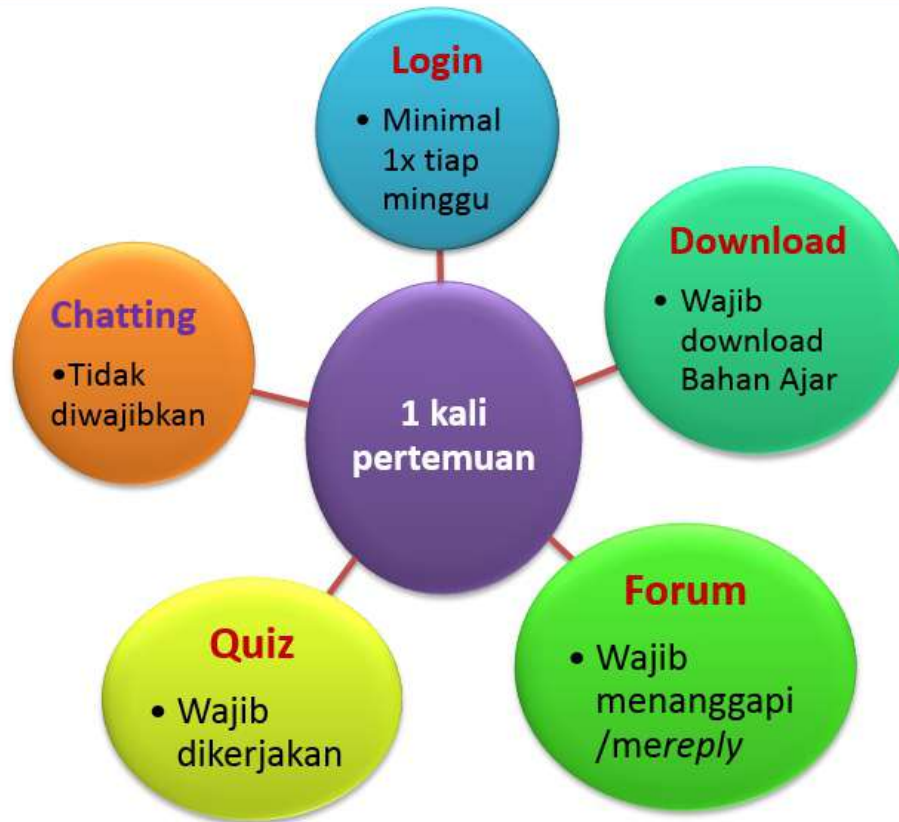 Login
• Minimal
1x tiap
minggu
Download
• Wajib
download
Bahan Ajar
Forum
• Wajib
menanggapi
/mereply
Quiz
• Wajib
dikerjakan
Chatting
•Tidak
diwajibkan
1 kali
pertemuan